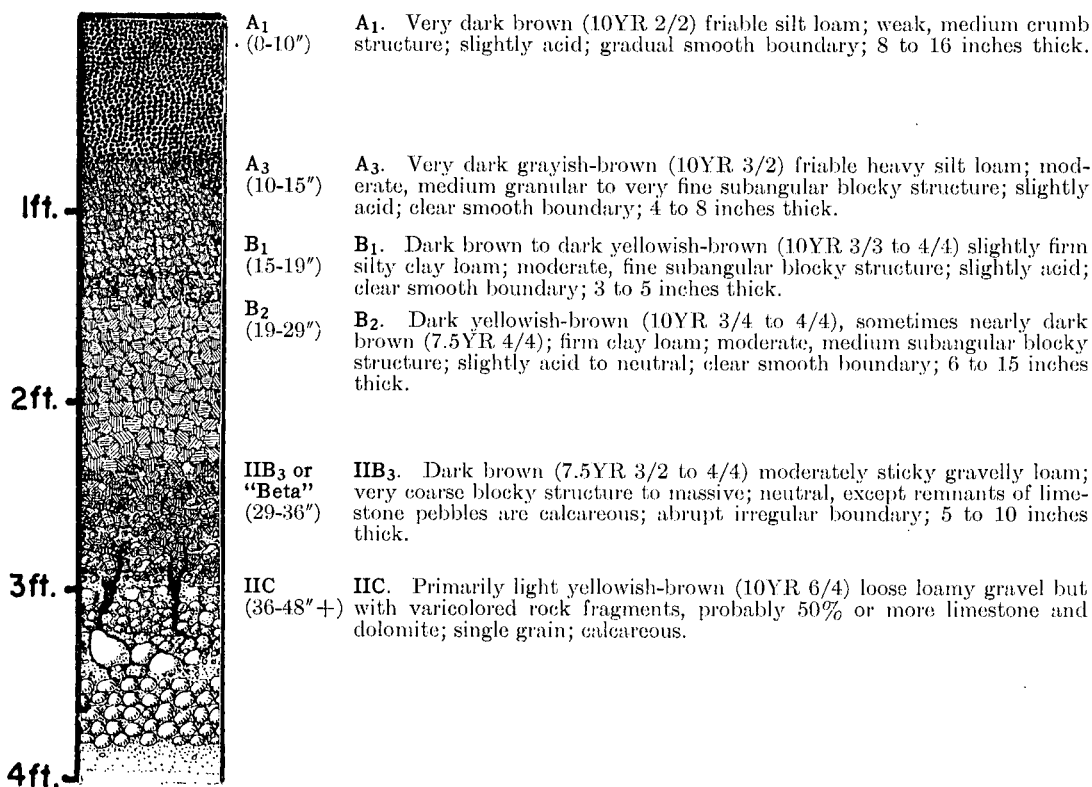 A1
(0-10″)
A1. Very dark brown (10YR 2/2) friable silt loam; weak, medium crumb
structure; slightly acid; gradual smooth boundary; 8 to 16 inches thick.
A3
(10-15″)
A3. Very dark grayish-brown (10YR 3/2) friable heavy silt loam; mod-
erate, medium granular to very fine subangular blocky structure; slightly
acid; clear smooth boundary; 4 to 8 inches thick.
1ft.
B1
(15-19″)
B1. Dark brown to dark yellowish-brown (10YR 3/3 to 4/4) slightly firm
silty clay loam; moderate, fine subangular blocky structure; slightly acid;
clear smooth boundary; 3 to 5 inches thick.
B2
(19-29″)
B2. Dark yellowish-brown (10YR 3/4 to 4/4), sometimes nearly dark
brown (7.5YR 4/4); firm clay loam; moderate, medium subangular blocky
structure; slightly acid to neutral; clear smooth boundary; 6 to 15 inches
thick.
2ft.
IIB3 or
“Beta”
(29-36″)
IIB3. Dark brown (7.5YR 3/2 to 4/4) moderately sticky gravelly loam;
very coarse blocky structure to massive; neutral, except remnants of lime-
stone pebbles are calcareous; abrupt irregular boundary; 5 to 10 inches
thick.
3ft.
IIC
(36-48″+)
IIC. Primarily light yellowish-brown (10YR 6/4) loose loamy gravel but
with varicolored rock fragments, probably 50% or more limestone and
dolomite; single grain; calcareous.
4ft.